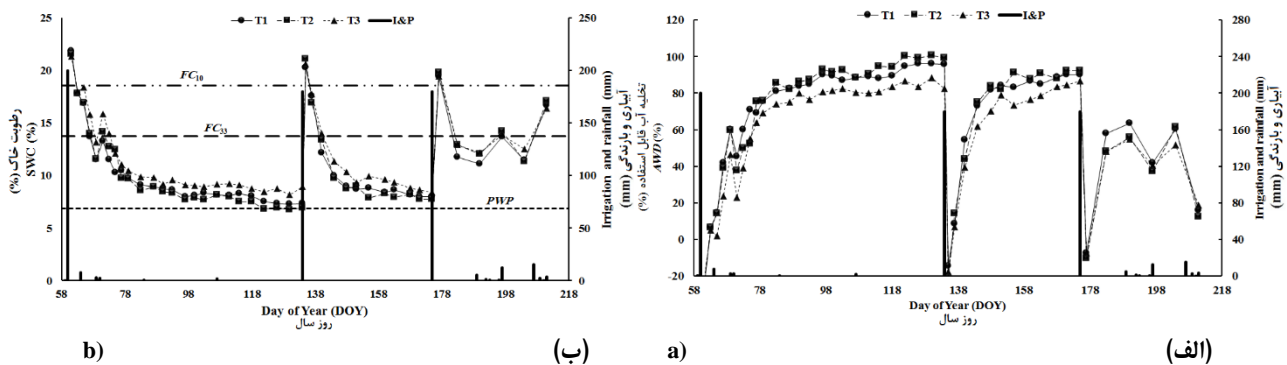 T1 T2 T3 I&P
25
20
15
10
5
0
رطوبت خاک (%)
SWC (%)
FC10
FC33
PWP
250
200
150
100
50
0
Irrigation and rainfall (mm)
آبیاری و بارندگی (mm)
58 78 98 118 138 158 178 198 218
Day of Year (DOY)
روز سال
b) (ب)
T1 T2 T3 I&P
120
100
80
60
40
20
0
-20
تخلیه آب قابل استفاده (%)
AWD (%)
280
240
200
160
120
80
40
0
Irrigation and rainfall (mm)
آبیاری و بارندگی (mm)
58 78 98 118 138 158 178 198 218
Day of Year (DOY)
روز سال
a) (الف)